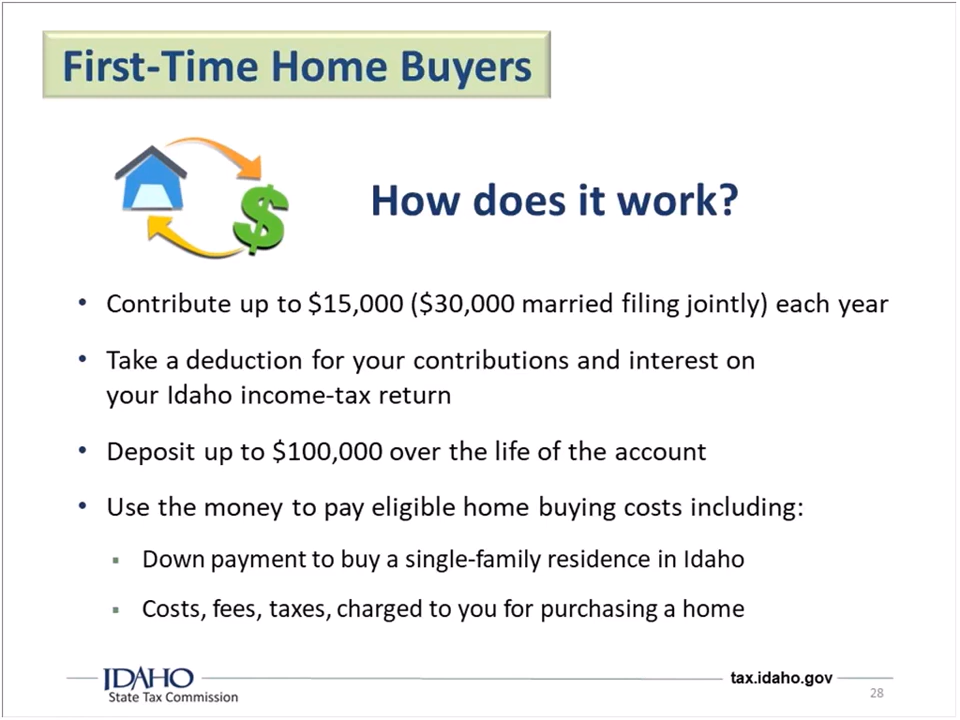 First-Time Home Buyers
$
How does it work?
• Contribute up to $15,000 ($30,000 married filing jointly) each year
• Take a deduction for your contributions and interest on
your Idaho income-tax return
• Deposit up to $100,000 over the life of the account
• Use the money to pay eligible home buying costs including:
▪ Down payment to buy a single-family residence in Idaho
▪ Costs, fees, taxes, charged to you for purchasing a home
IDAHO
State Tax Commission
tax.idaho.gov
28